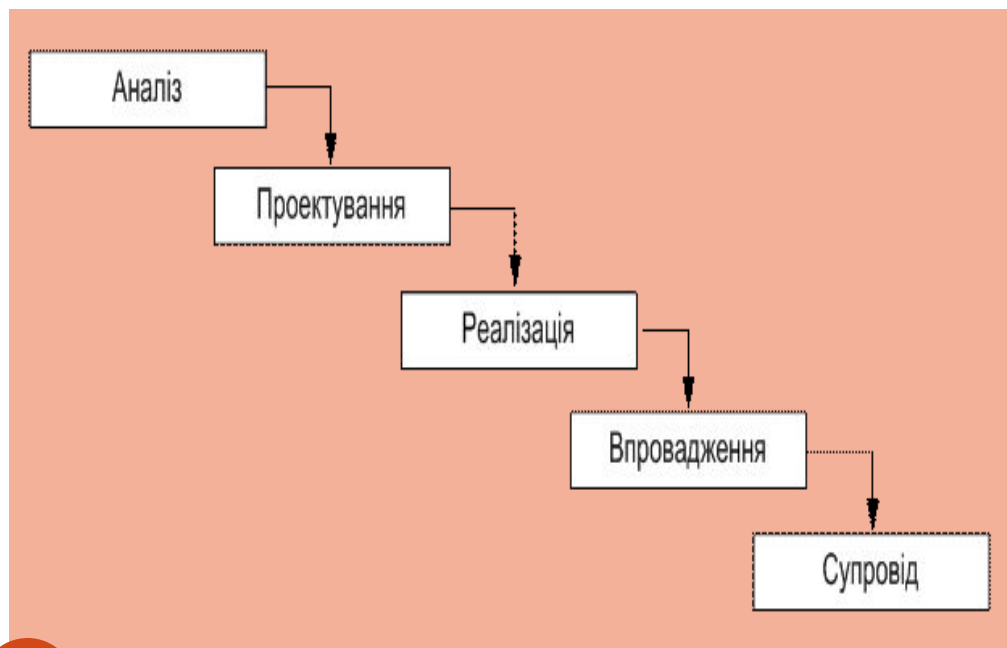 Аналіз
Проектування
Реалізація
Впровадження
Супровід